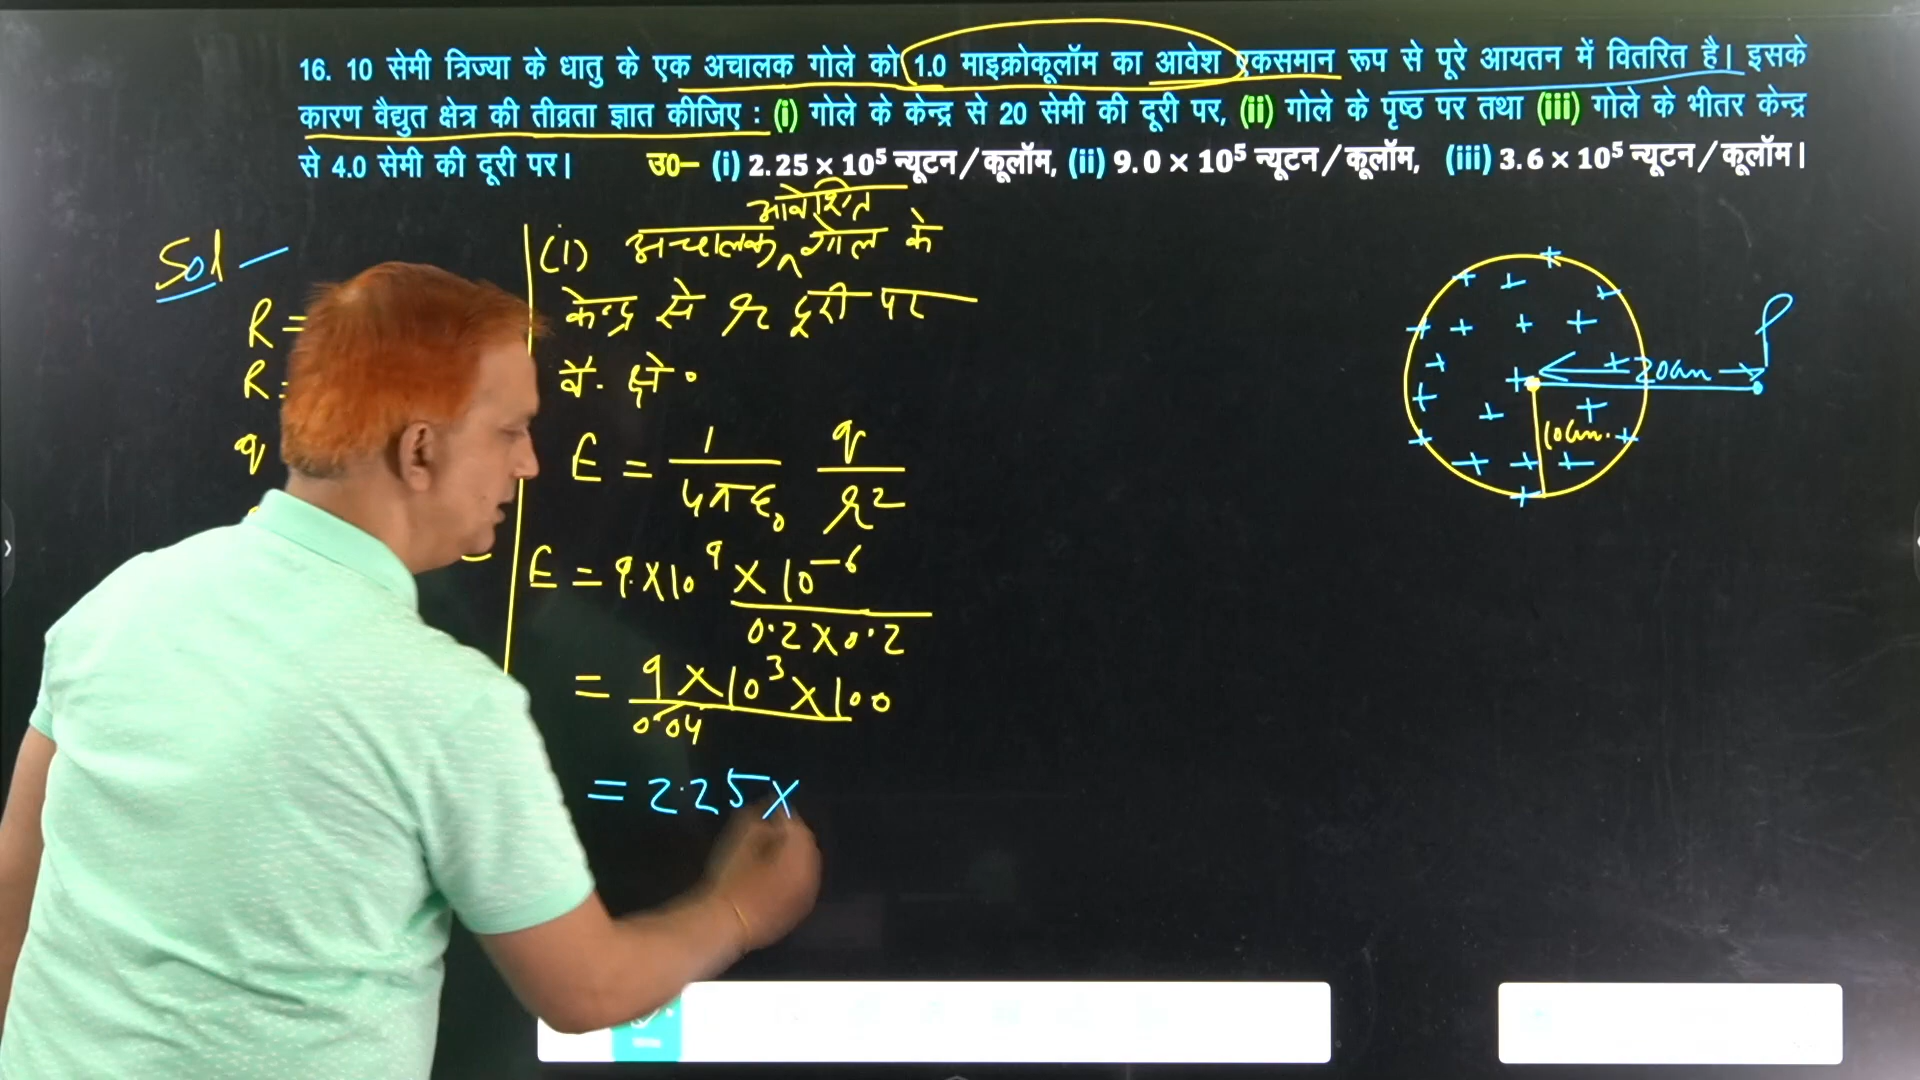 16. 10 सेमी त्रिज्या के धातु के एक अचालक गोले को 1.0 माइक्रोकूलॉम का आवेश एकसमान रूप से पूरे आयतन में वितरित है। इसके
कारण वैद्युत क्षेत्र की तीव्रता ज्ञात कीजिए : (i) गोले के केन्द्र से 20 सेमी की दूरी पर, (ii) गोले के पृष्ठ पर तथा (iii) गोले के भीतर केन्द्र
से 4.0 सेमी की दूरी पर। उ०– (i) 2.25 × 10⁵ न्यूटन/कूलॉम, (ii) 9.0 × 10⁵ न्यूटन/कूलॉम, (iii) 3.6 × 10⁵ न्यूटन/कूलॉम।
Sol —
R =
R =
q
आवेशित
(i) अचालक ^ गोले के
केन्द्र से r दूरी पर
वै. क्षे०
E = 1/4πε₀ q/r²
E = 9×10⁹ × 10⁻⁶
0.2×0.2
= 9×10³×100
0.04
= 2.25×
P
20cm
10cm.